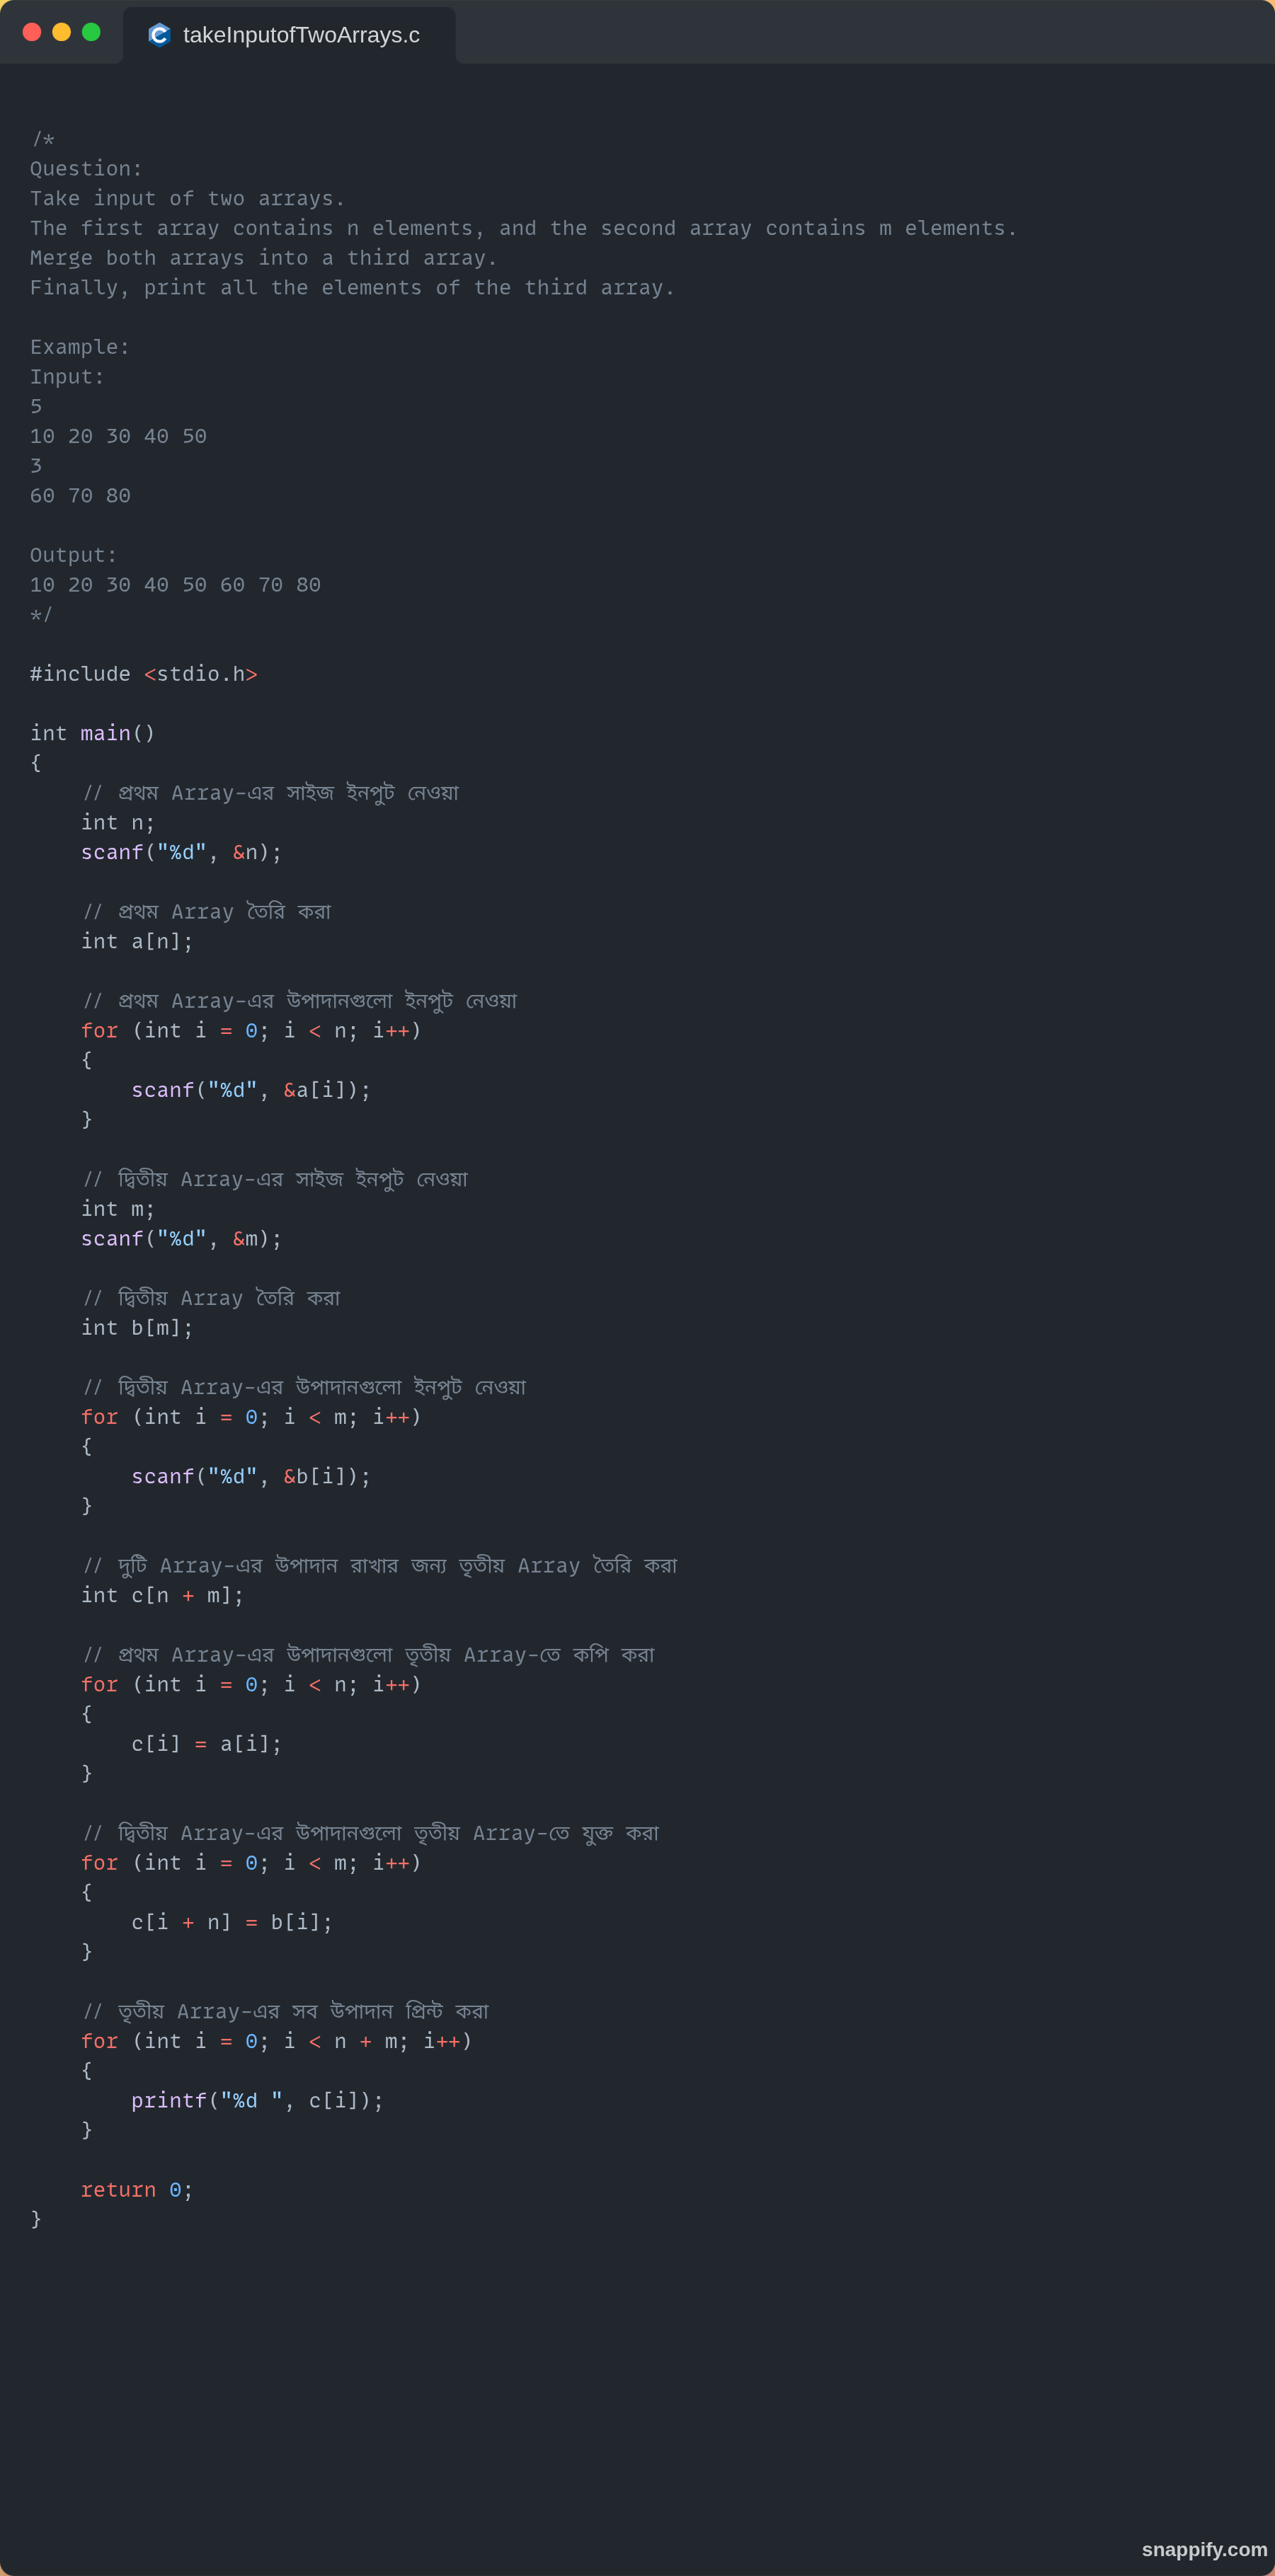 takeInputofTwoArrays.c
/*
Question:
Take input of two arrays.
The first array contains n elements, and the second array contains m elements.
Merge both arrays into a third array.
Finally, print all the elements of the third array.

Example:
Input:
5
10 20 30 40 50
3
60 70 80

Output:
10 20 30 40 50 60 70 80
*/

#include <stdio.h>

int main()
{
    // প্রথম Array-এর সাইজ ইনপুট নেওয়া
    int n;
    scanf("%d", &n);

    // প্রথম Array তৈরি করা
    int a[n];

    // প্রথম Array-এর উপাদানগুলো ইনপুট নেওয়া
    for (int i = 0; i < n; i++)
    {
        scanf("%d", &a[i]);
    }

    // দ্বিতীয় Array-এর সাইজ ইনপুট নেওয়া
    int m;
    scanf("%d", &m);

    // দ্বিতীয় Array তৈরি করা
    int b[m];

    // দ্বিতীয় Array-এর উপাদানগুলো ইনপুট নেওয়া
    for (int i = 0; i < m; i++)
    {
        scanf("%d", &b[i]);
    }

    // দুটি Array-এর উপাদান রাখার জন্য তৃতীয় Array তৈরি করা
    int c[n + m];

    // প্রথম Array-এর উপাদানগুলো তৃতীয় Array-তে কপি করা
    for (int i = 0; i < n; i++)
    {
        c[i] = a[i];
    }

    // দ্বিতীয় Array-এর উপাদানগুলো তৃতীয় Array-তে যুক্ত করা
    for (int i = 0; i < m; i++)
    {
        c[i + n] = b[i];
    }

    // তৃতীয় Array-এর সব উপাদান প্রিন্ট করা
    for (int i = 0; i < n + m; i++)
    {
        printf("%d ", c[i]);
    }

    return 0;
}
snappify.com